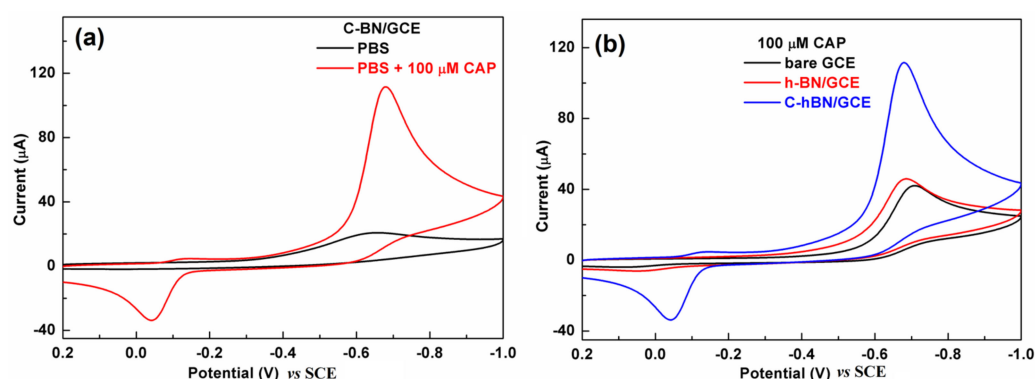 (a)
C-BN/GCE
PBS
PBS + 100 μM CAP
Current (μA)
120
80
40
0
-40
0.2 0.0 -0.2 -0.4 -0.6 -0.8 -1.0
Potential (V) vs SCE
(b)
100 μM CAP
bare GCE
h-BN/GCE
C-hBN/GCE
Current (μA)
120
80
40
0
-40
0.2 0.0 -0.2 -0.4 -0.6 -0.8 -1.0
Potential (V) vs SCE